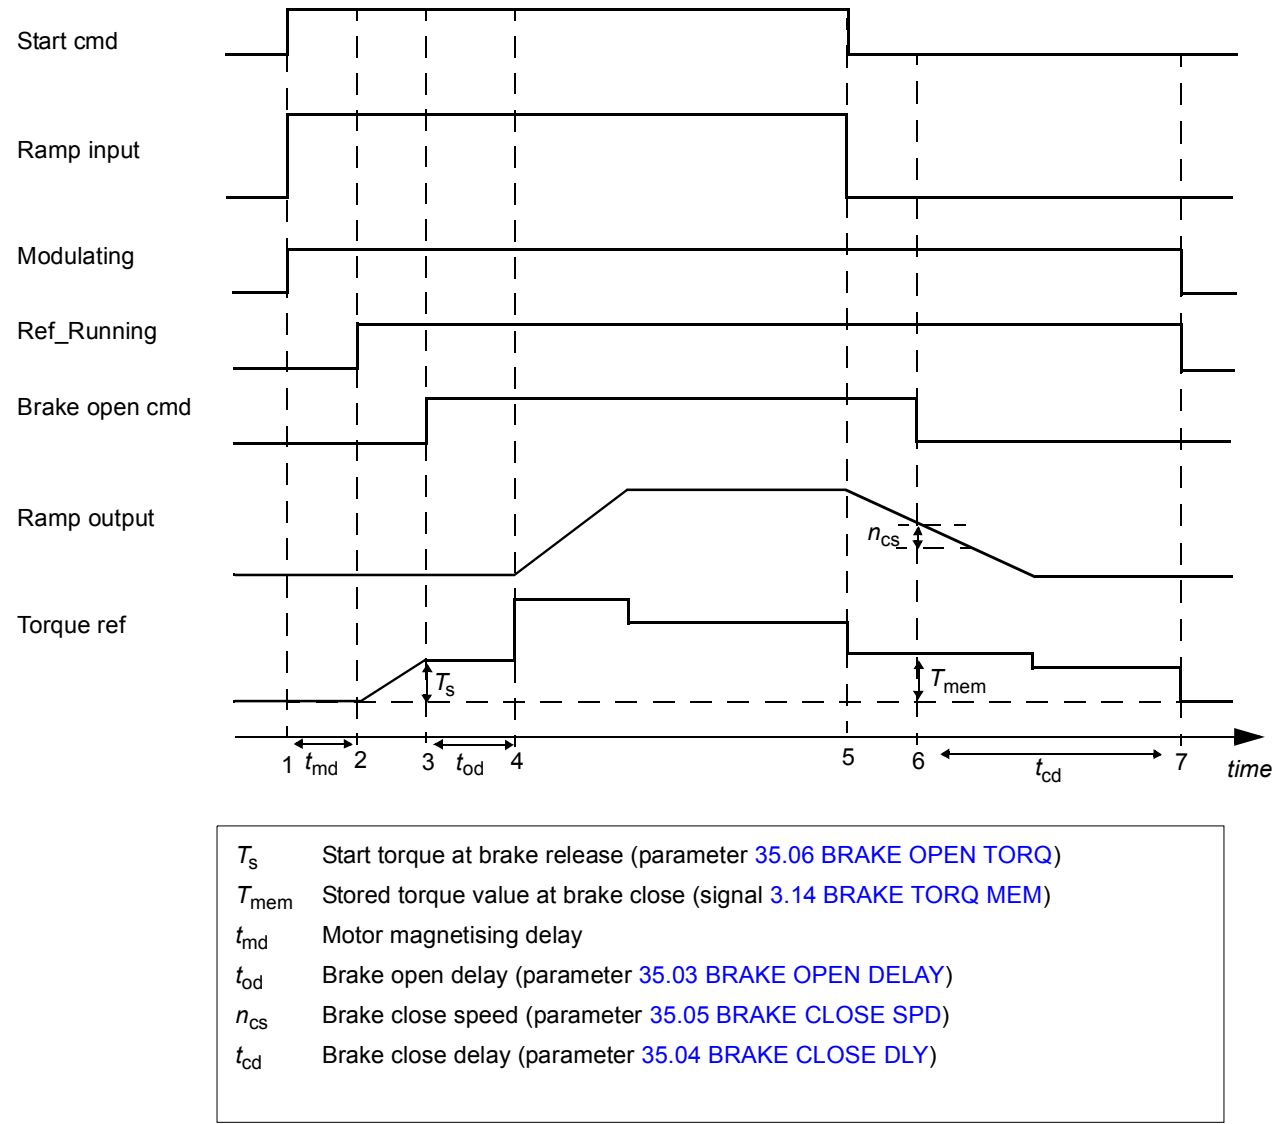 Start cmd
Ramp input
Modulating
Ref_Running
Brake open cmd
Ramp output
ncs
Torque ref
Ts
Tmem
1 tmd 2 3 tod 4 5 6 tcd 7 time
Ts Start torque at brake release (parameter 35.06 BRAKE OPEN TORQ)
Tmem Stored torque value at brake close (signal 3.14 BRAKE TORQ MEM)
tmd Motor magnetising delay
tod Brake open delay (parameter 35.03 BRAKE OPEN DELAY)
ncs Brake close speed (parameter 35.05 BRAKE CLOSE SPD)
tcd Brake close delay (parameter 35.04 BRAKE CLOSE DLY)